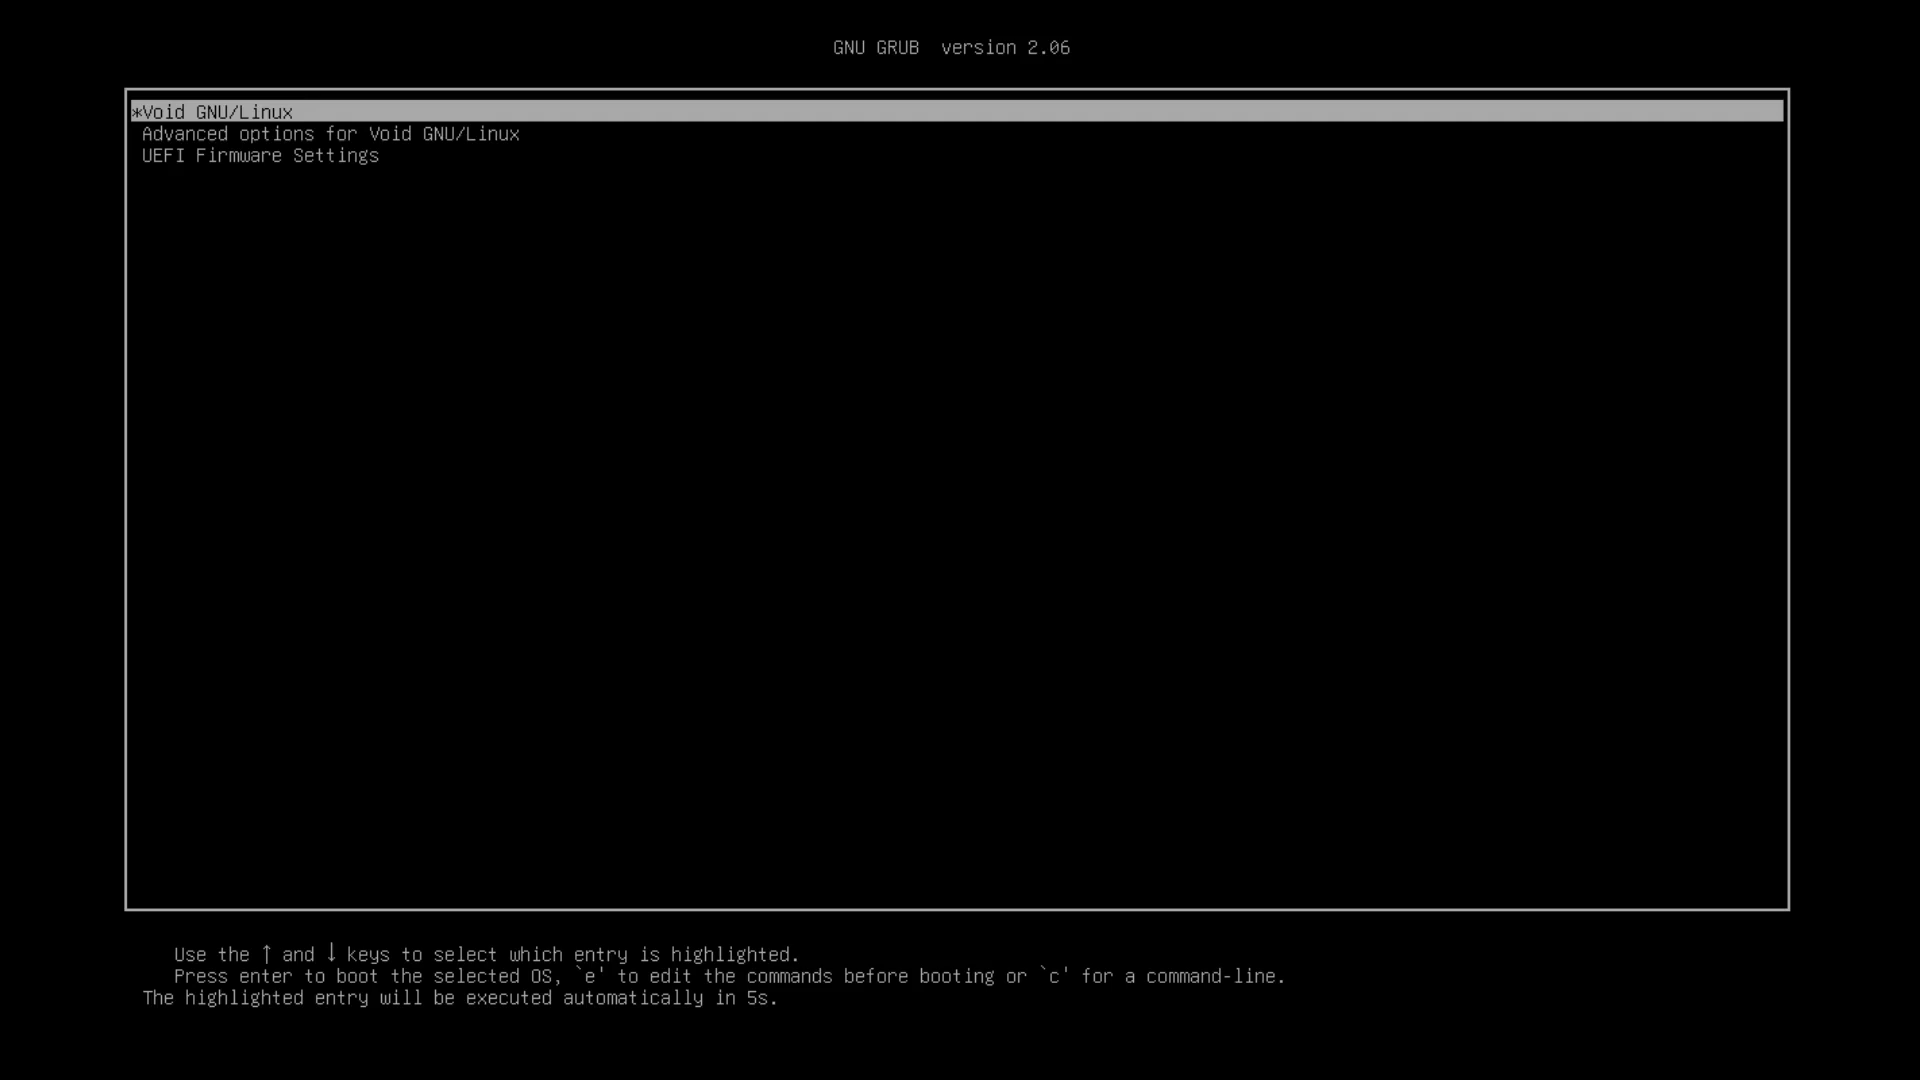 GNU GRUB  version 2.06
*Void GNU/Linux
Advanced options for Void GNU/Linux
UEFI Firmware Settings
Use the ↑ and ↓ keys to select which entry is highlighted.
Press enter to boot the selected OS, `e' to edit the commands before booting or `c' for a command-line.
The highlighted entry will be executed automatically in 5s.